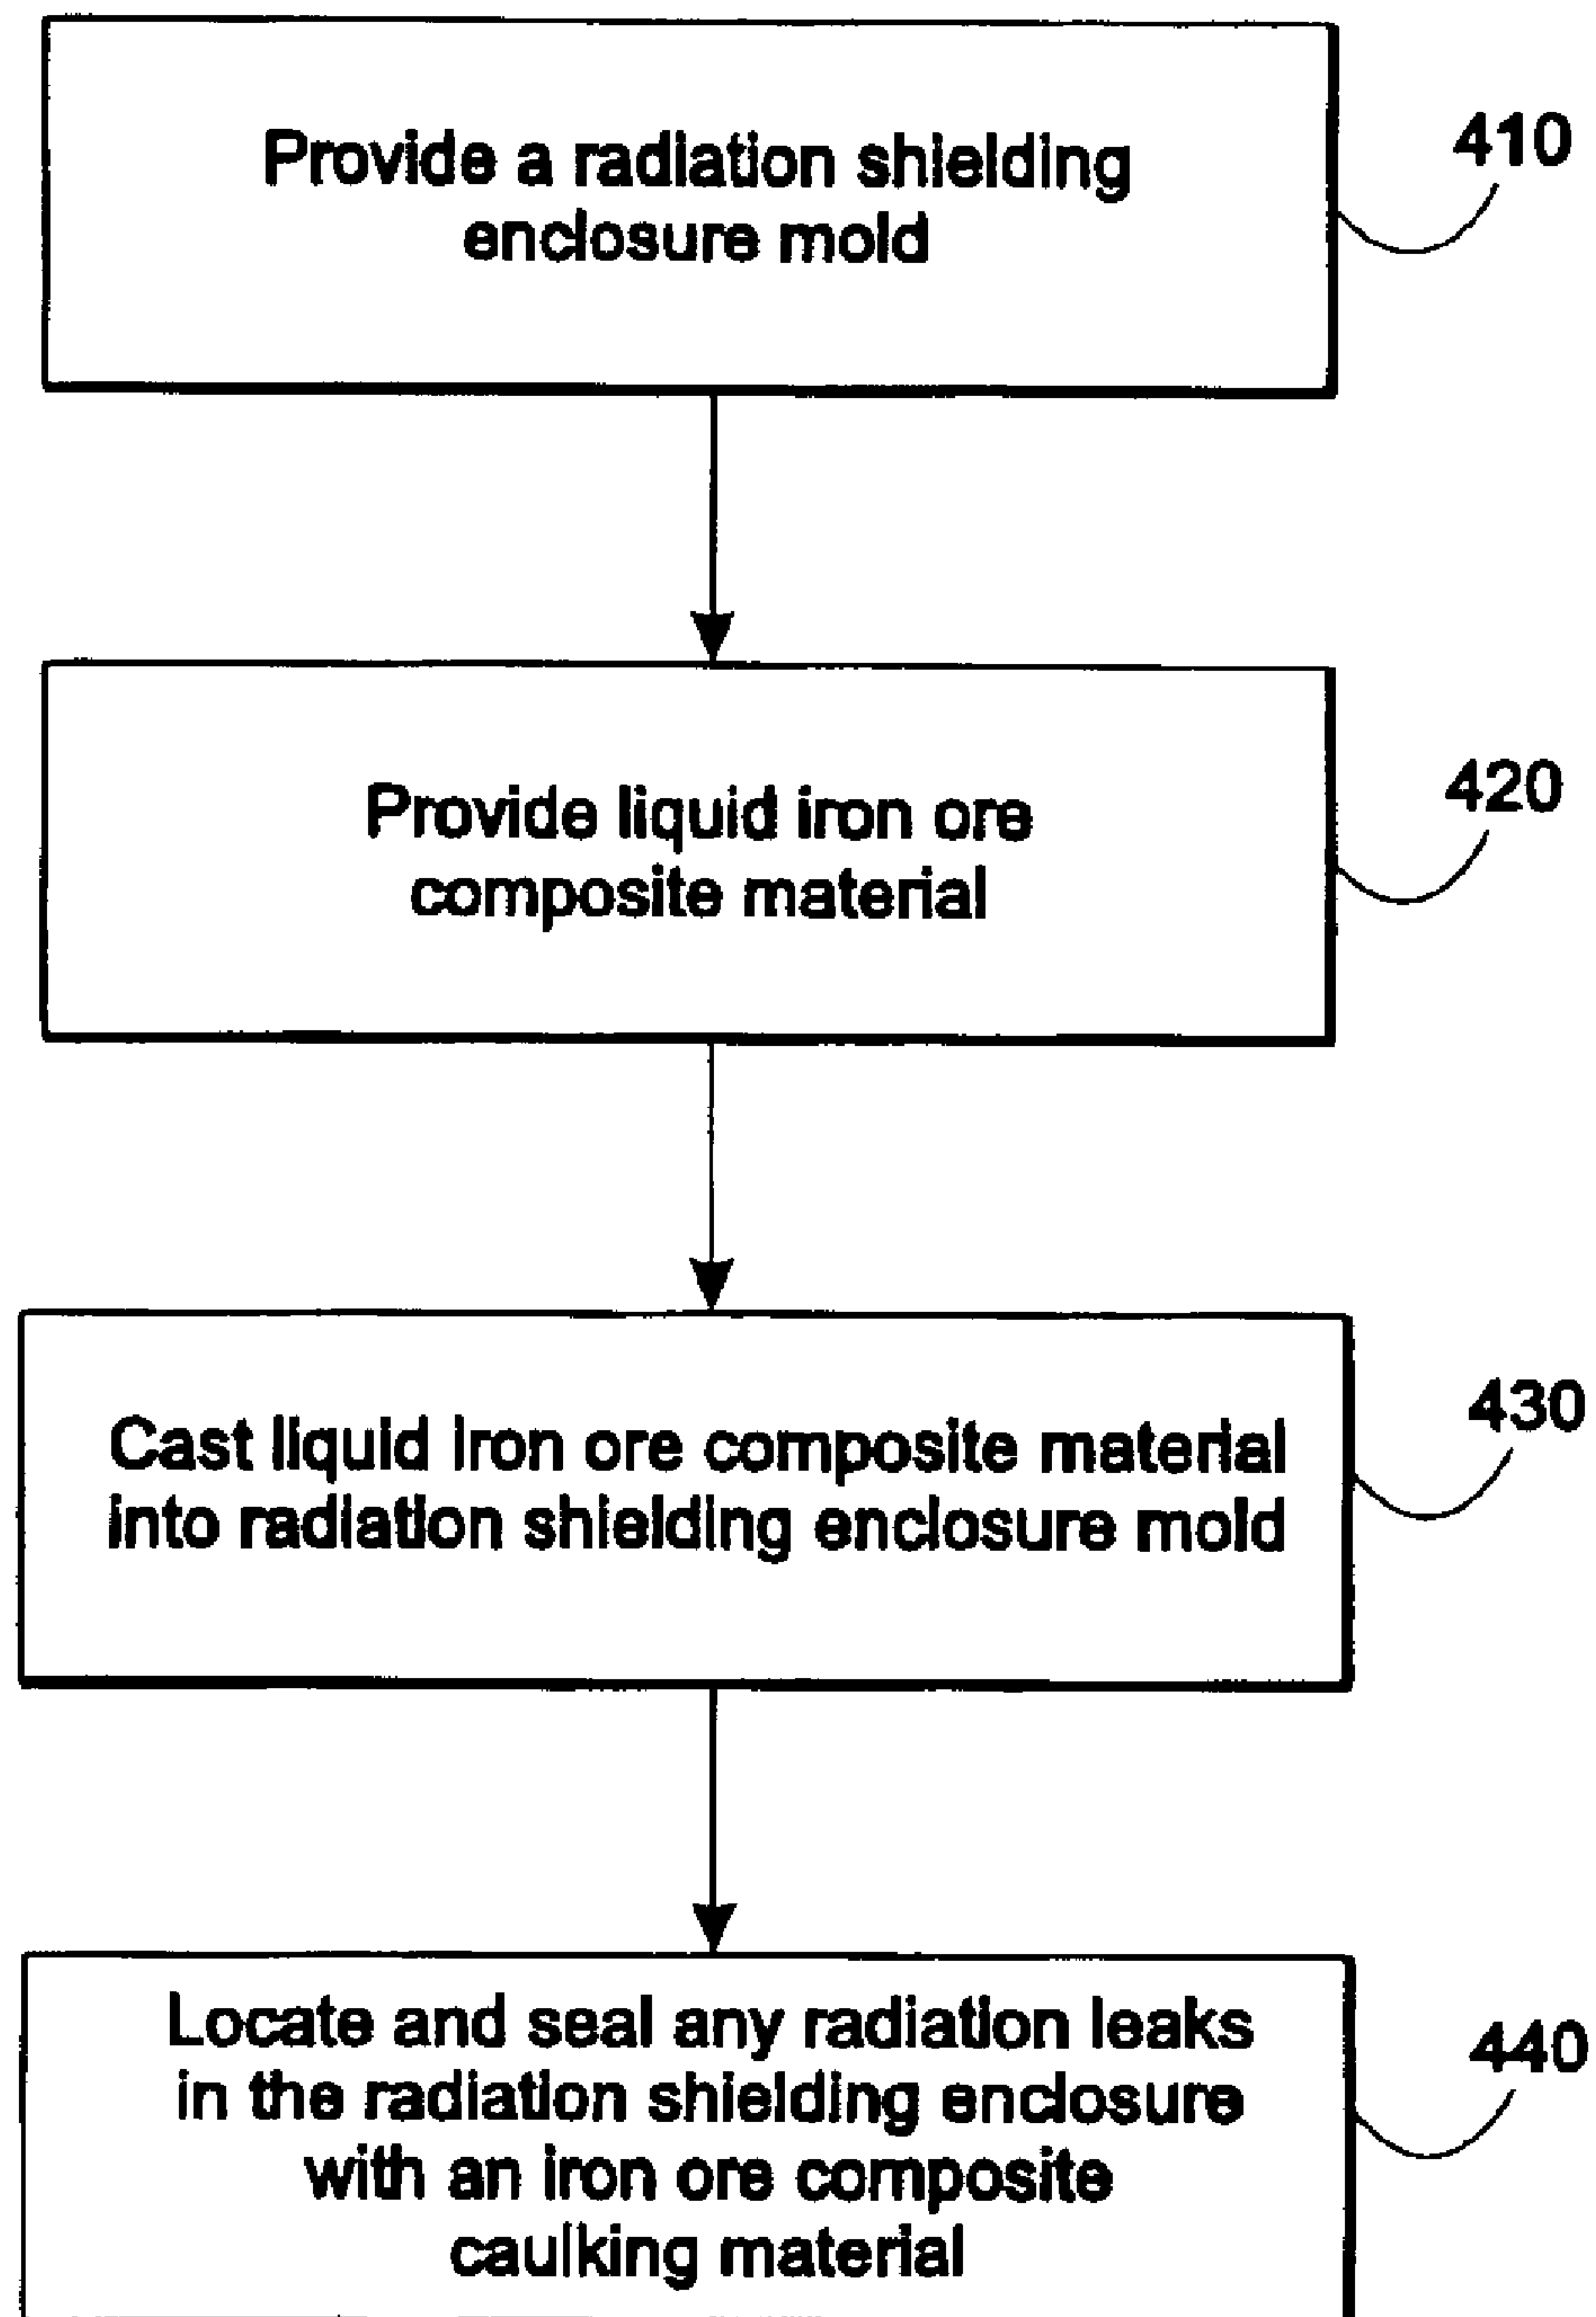 Provide a radiation shielding
enclosure mold
410
Provide liquid iron ore
composite material
420
Cast liquid iron ore composite material
into radiation shielding enclosure mold
430
Locate and seal any radiation leaks
in the radiation shielding enclosure
with an iron ore composite
caulking material
440